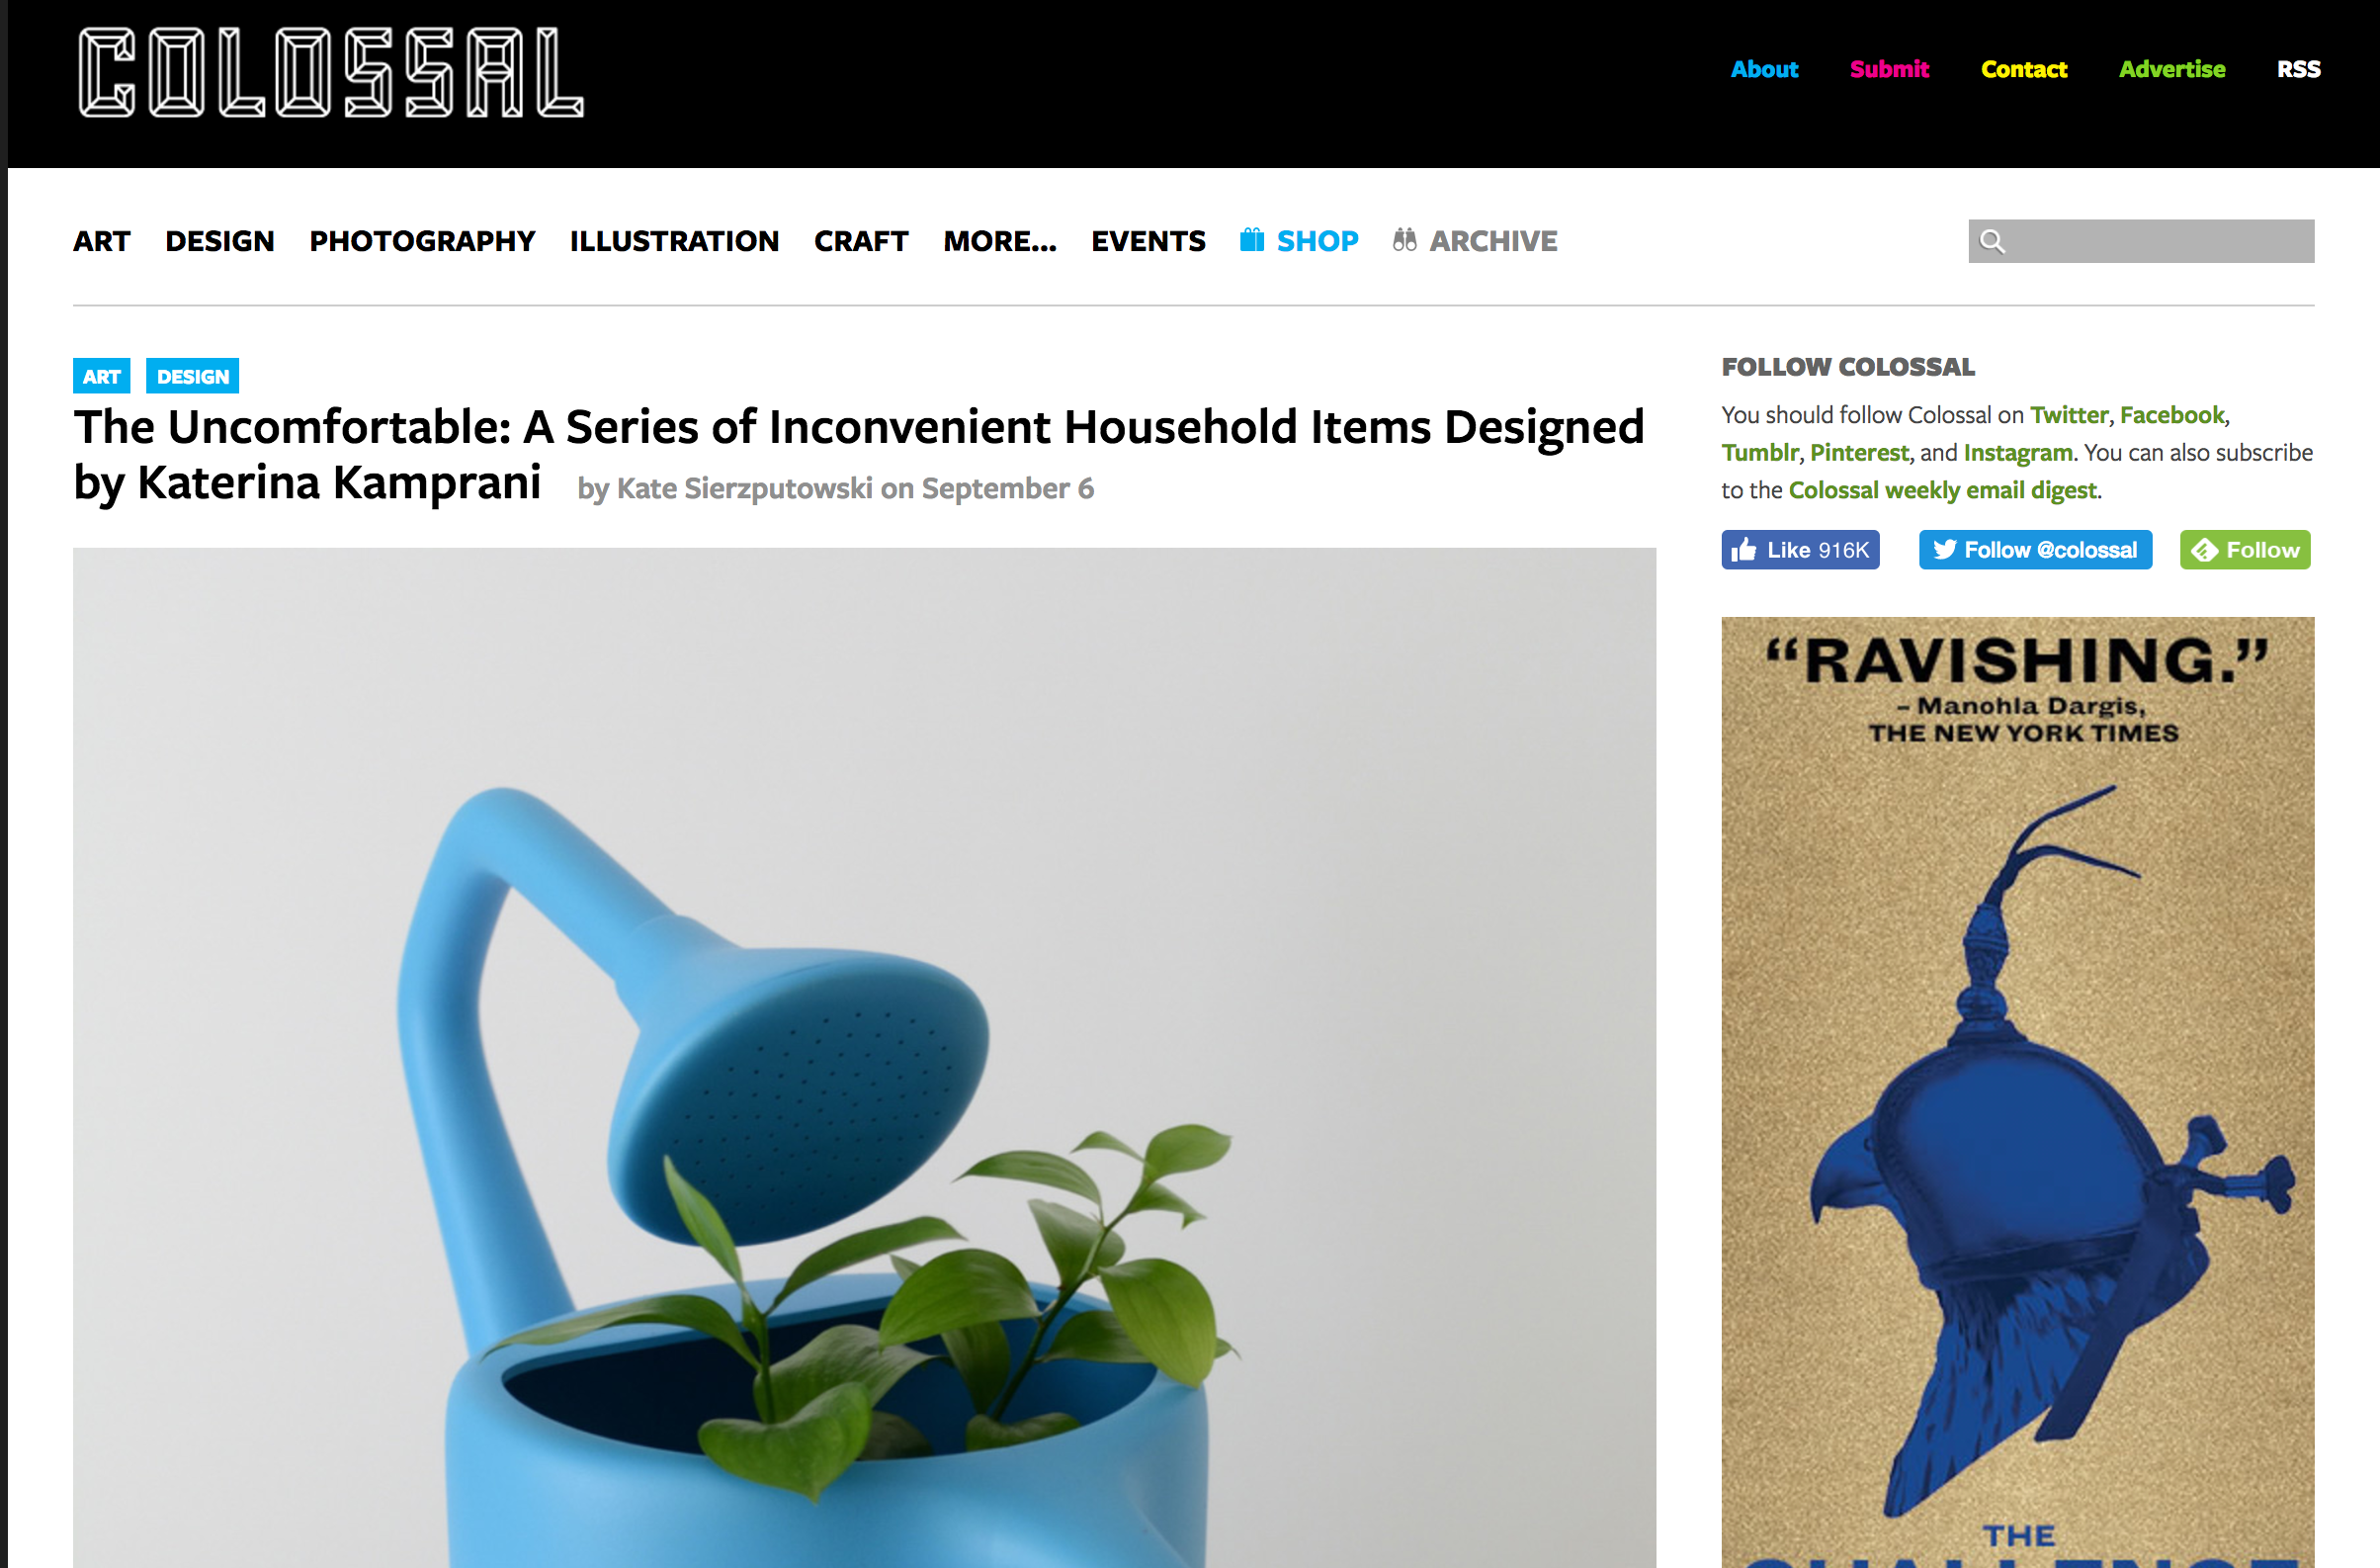 COLOSSAL
About Submit Contact Advertise RSS
ART DESIGN PHOTOGRAPHY ILLUSTRATION CRAFT MORE... EVENTS SHOP ARCHIVE
ART DESIGN
The Uncomfortable: A Series of Inconvenient Household Items Designed
by Katerina Kamprani by Kate Sierzputowski on September 6
FOLLOW COLOSSAL
You should follow Colossal on Twitter, Facebook,
Tumblr, Pinterest, and Instagram. You can also subscribe
to the Colossal weekly email digest.
Like 916K Follow @colossal Follow
“RAVISHING.”
– Manohla Dargis,
THE NEW YORK TIMES
THE